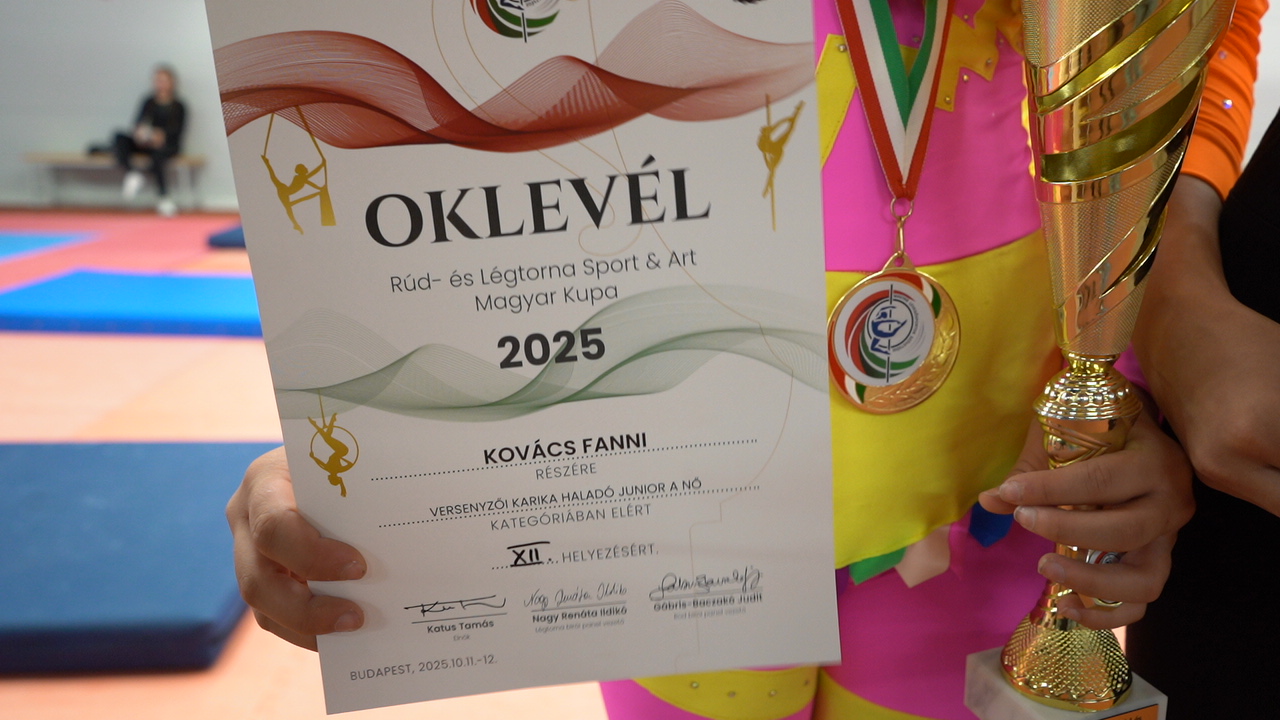 OKLEVÉL
Rúd- és Légtorna Sport & Art
Magyar Kupa
2025
KOVÁCS FANNI
RÉSZÉRE
VERSENYZŐI KARIKA HALADÓ JUNIOR A NŐ
KATEGÓRIÁBAN ELÉRT
XII. HELYEZÉSÉRT.
Katus Tamás Nagy Renáta Ildikó Gábris-Baczakó Judit
Elnök
BUDAPEST, 2025.10.11.-12.